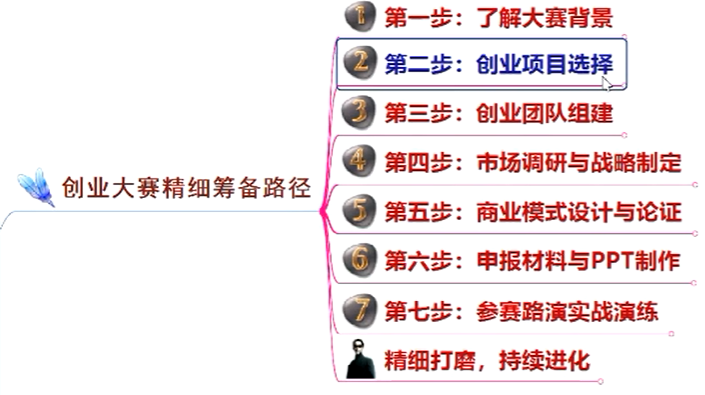 1 第一步：了解大赛背景
2 第二步：创业项目选择
3 第三步：创业团队组建
4 第四步：市场调研与战略制定
创业大赛精细筹备路径
5 第五步：商业模式设计与论证
6 第六步：申报材料与PPT制作
7 第七步：参赛路演实战演练
精细打磨，持续进化